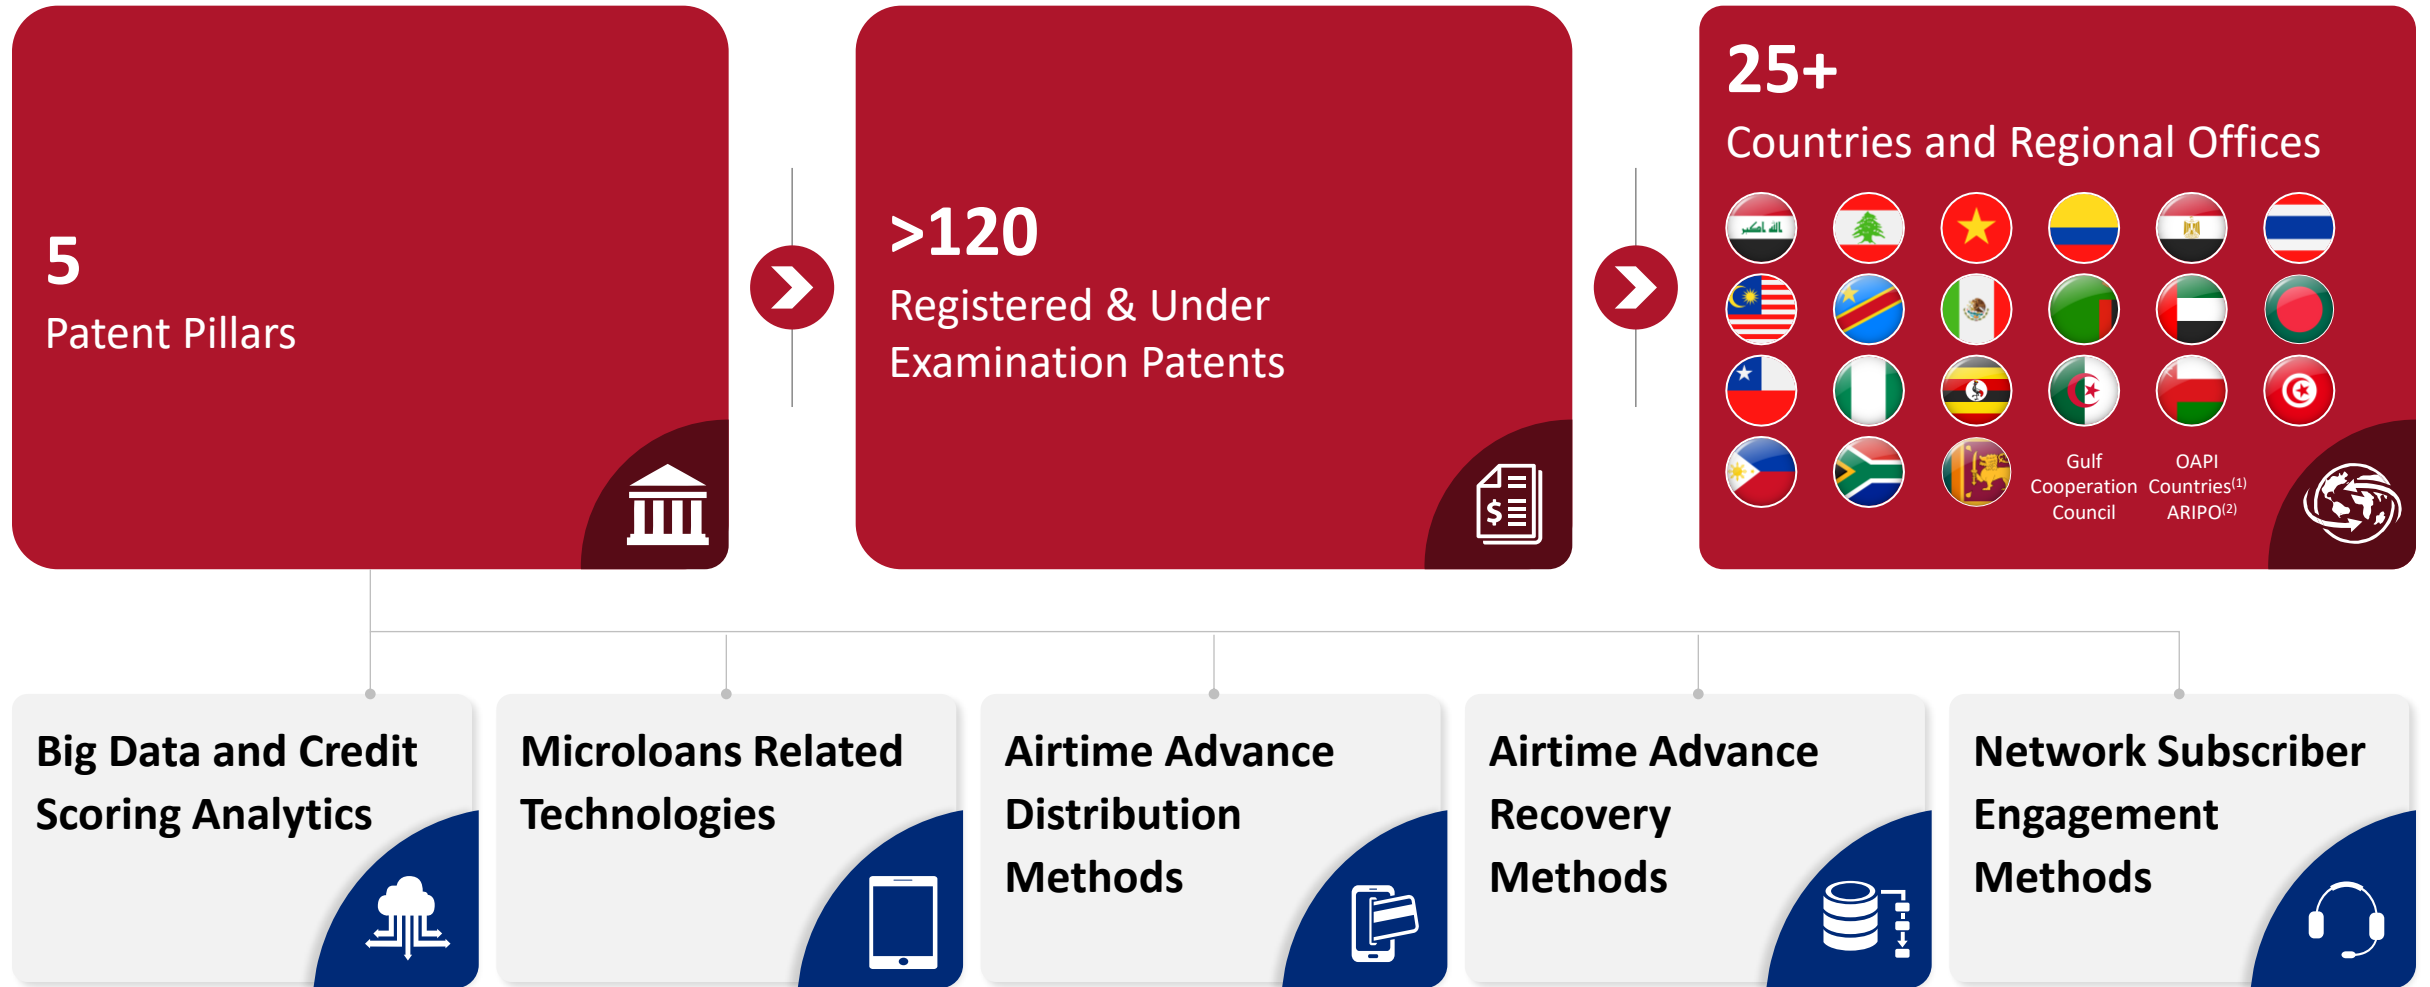 5
Patent Pillars
>120
Registered & Under
Examination Patents
25+
Countries and Regional Offices
الله اكبر
Gulf
Cooperation
Council
OAPI
Countries(1)
ARIPO(2)
$
Big Data and Credit
Scoring Analytics
Microloans Related
Technologies
Airtime Advance
Distribution
Methods
Airtime Advance
Recovery
Methods
Network Subscriber
Engagement
Methods